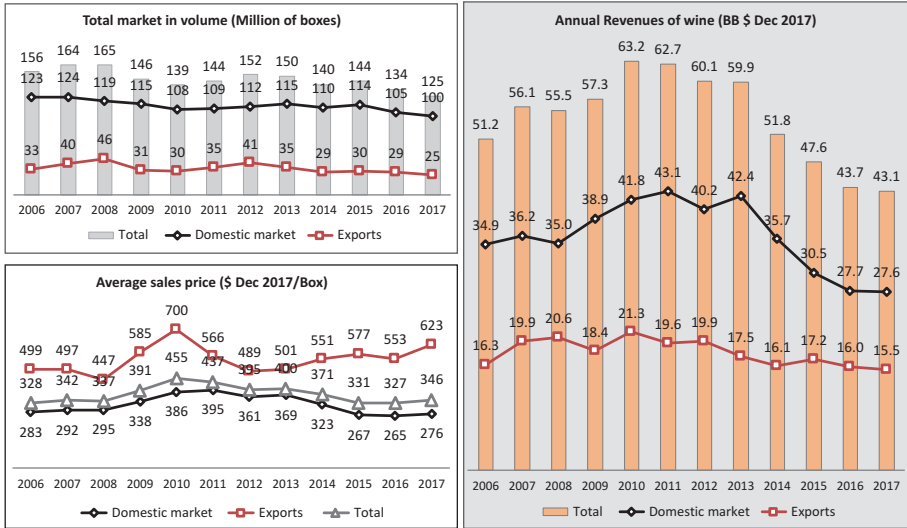 Total market in volume (Million of boxes)
156 164 165 146 139 144 152 150 140 144 134 125
123 124 119 115 108 109 112 115 110 114 105 100
33 40 46 31 30 35 41 35 29 30 29 25
2006 2007 2008 2009 2010 2011 2012 2013 2014 2015 2016 2017
Total Domestic market Exports
Average sales price ($ Dec 2017/Box)
499 497 447 585 700 566 489 501 551 577 553 623
328 342 337 391 455 437 395 400 371 331 327 346
283 292 295 338 386 395 361 369 323 267 265 276
2006 2007 2008 2009 2010 2011 2012 2013 2014 2015 2016 2017
Domestic market Exports Total
Annual Revenues of wine (BB $ Dec 2017)
51.2 56.1 55.5 57.3 63.2 62.7 60.1 59.9 51.8 47.6 43.7 43.1
34.9 36.2 35.0 38.9 41.8 43.1 40.2 42.4 35.7 30.5 27.7 27.6
16.3 19.9 20.6 18.4 21.3 19.6 19.9 17.5 16.1 17.2 16.0 15.5
2006 2007 2008 2009 2010 2011 2012 2013 2014 2015 2016 2017
Total Domestic market Exports